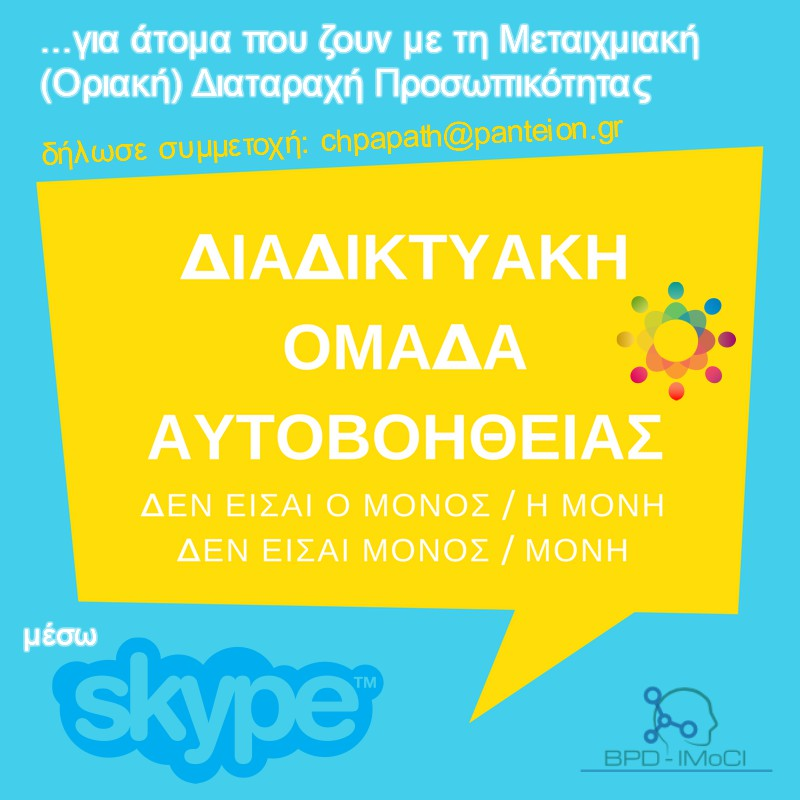 ...για άτομα που ζουν με τη Μεταιχμιακή
(Οριακή) Διαταραχή Προσωπικότητας
δήλωσε συμμετοχή: chpapath@panteion.gr
ΔΙΑΔΙΚΤΥΑΚΗ
ΟΜΑΔΑ
ΑΥΤΟΒΟΗΘΕΙΑΣ
ΔΕΝ ΕΙΣΑΙ Ο ΜΟΝΟΣ / Η ΜΟΝΗ
ΔΕΝ ΕΙΣΑΙ ΜΟΝΟΣ / ΜΟΝΗ
μέσω
skype™
BPD - IMoCI